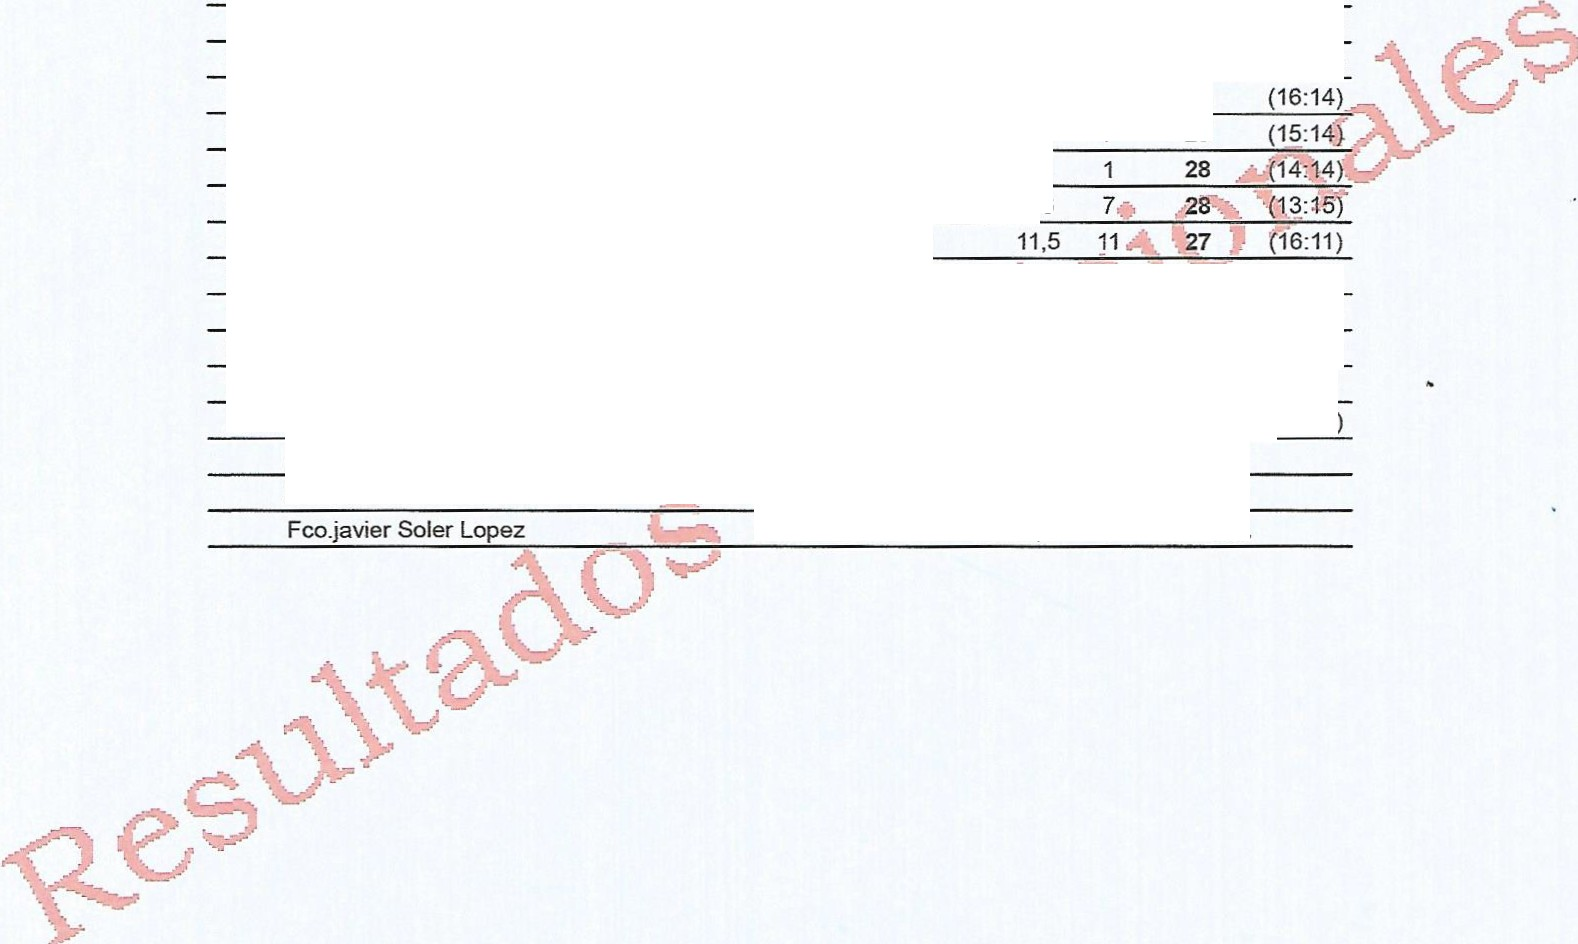 (16:14)
(15:14)
1 28 (14:14)
7 28 (13:15)
11,5 11 27 (16:11)
)
Fco.javier Soler Lopez
Resultados